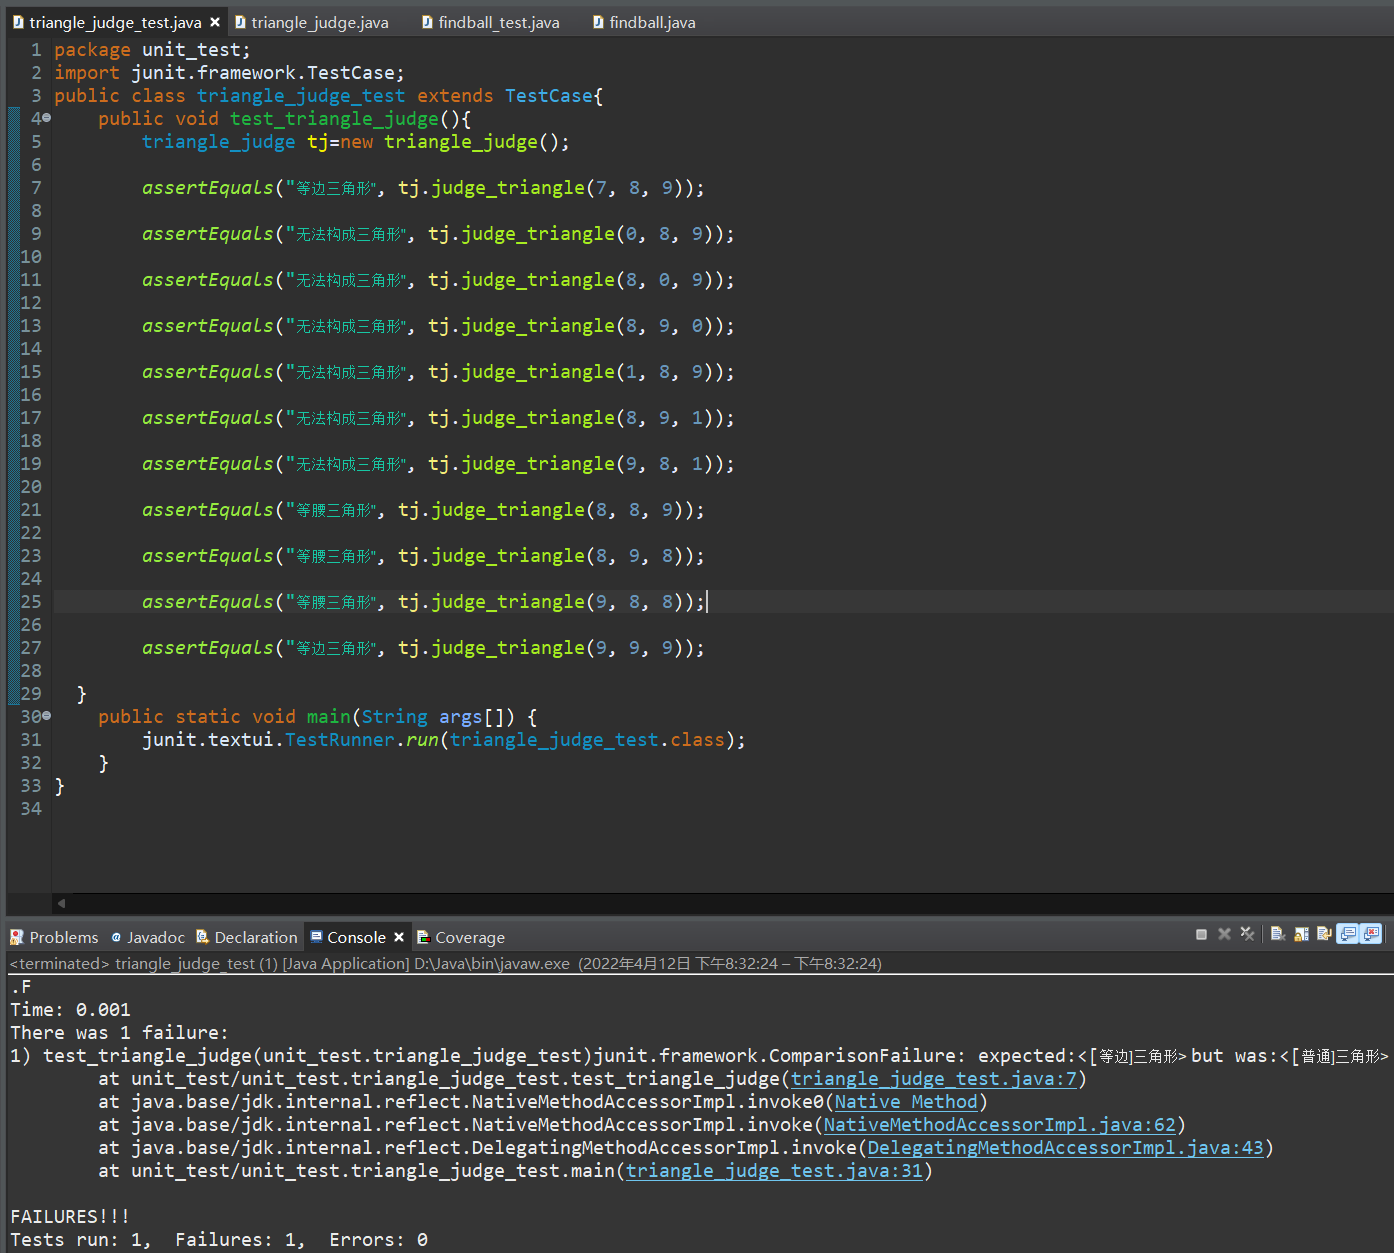 triangle_judge_test.java triangle_judge.java findball_test.java findball.java
1 package unit_test;
2 import junit.framework.TestCase;
3 public class triangle_judge_test extends TestCase{
4 public void test_triangle_judge(){
5 triangle_judge tj=new triangle_judge();
6
7 assertEquals("等边三角形", tj.judge_triangle(7, 8, 9));
8
9 assertEquals("无法构成三角形", tj.judge_triangle(0, 8, 9));
10
11 assertEquals("无法构成三角形", tj.judge_triangle(8, 0, 9));
12
13 assertEquals("无法构成三角形", tj.judge_triangle(8, 9, 0));
14
15 assertEquals("无法构成三角形", tj.judge_triangle(1, 8, 9));
16
17 assertEquals("无法构成三角形", tj.judge_triangle(8, 9, 1));
18
19 assertEquals("无法构成三角形", tj.judge_triangle(9, 8, 1));
20
21 assertEquals("等腰三角形", tj.judge_triangle(8, 8, 9));
22
23 assertEquals("等腰三角形", tj.judge_triangle(8, 9, 8));
24
25 assertEquals("等腰三角形", tj.judge_triangle(9, 8, 8));
26
27 assertEquals("等边三角形", tj.judge_triangle(9, 9, 9));
28
29 }
30 public static void main(String args[]) {
31 junit.textui.TestRunner.run(triangle_judge_test.class);
32 }
33 }
34
Problems Javadoc Declaration Console Coverage
<terminated> triangle_judge_test (1) [Java Application] D:\Java\bin\javaw.exe (2022年4月12日 下午8:32:24 – 下午8:32:24)
.F
Time: 0.001
There was 1 failure:
1) test_triangle_judge(unit_test.triangle_judge_test)junit.framework.ComparisonFailure: expected:<[等边]三角形> but was:<[普通]三角形>
at unit_test/unit_test.triangle_judge_test.test_triangle_judge(triangle_judge_test.java:7)
at java.base/jdk.internal.reflect.NativeMethodAccessorImpl.invoke0(Native Method)
at java.base/jdk.internal.reflect.NativeMethodAccessorImpl.invoke(NativeMethodAccessorImpl.java:62)
at java.base/jdk.internal.reflect.DelegatingMethodAccessorImpl.invoke(DelegatingMethodAccessorImpl.java:43)
at unit_test/unit_test.triangle_judge_test.main(triangle_judge_test.java:31)
FAILURES!!!
Tests run: 1, Failures: 1, Errors: 0